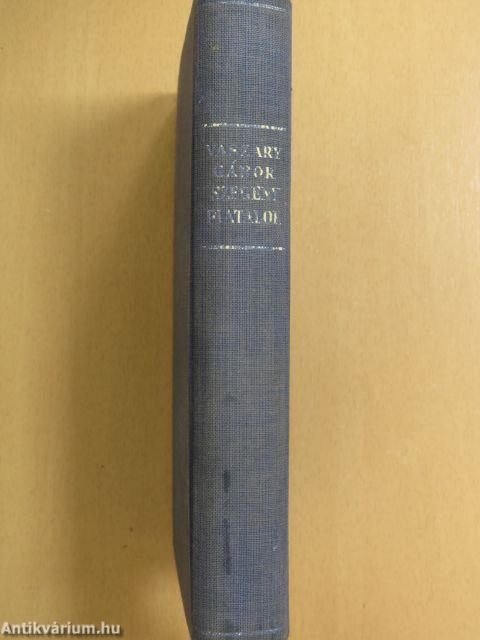 VASZARY
GÁBOR
SZEGÉNY
FIATALOK
Antikvárium.hu